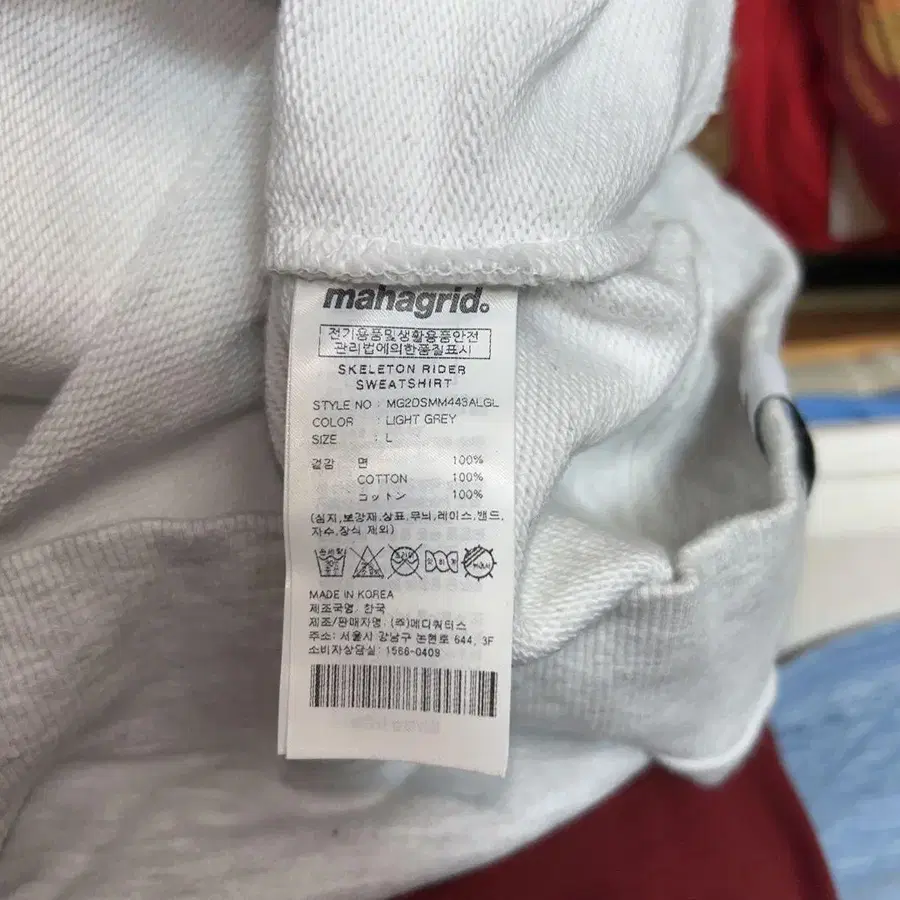 mahagrid.
전기용품및생활용품안전
관리법에의한품질표시
SKELETON RIDER
SWEATSHIRT
STYLE NO : MG2DSMM443ALGL
COLOR : LIGHT GREY
SIZE : L
겉감 면 100%
COTTON 100%
コットン 100%
(심지,보강재,상표,무늬,레이스,밴드,
자수,장식 제외)
MADE IN KOREA
제조국명: 한국
제조/판매자명: (주)메디쿼터스
주소: 서울시 강남구 논현로 644, 3F
소비자상담실: 1566-0409